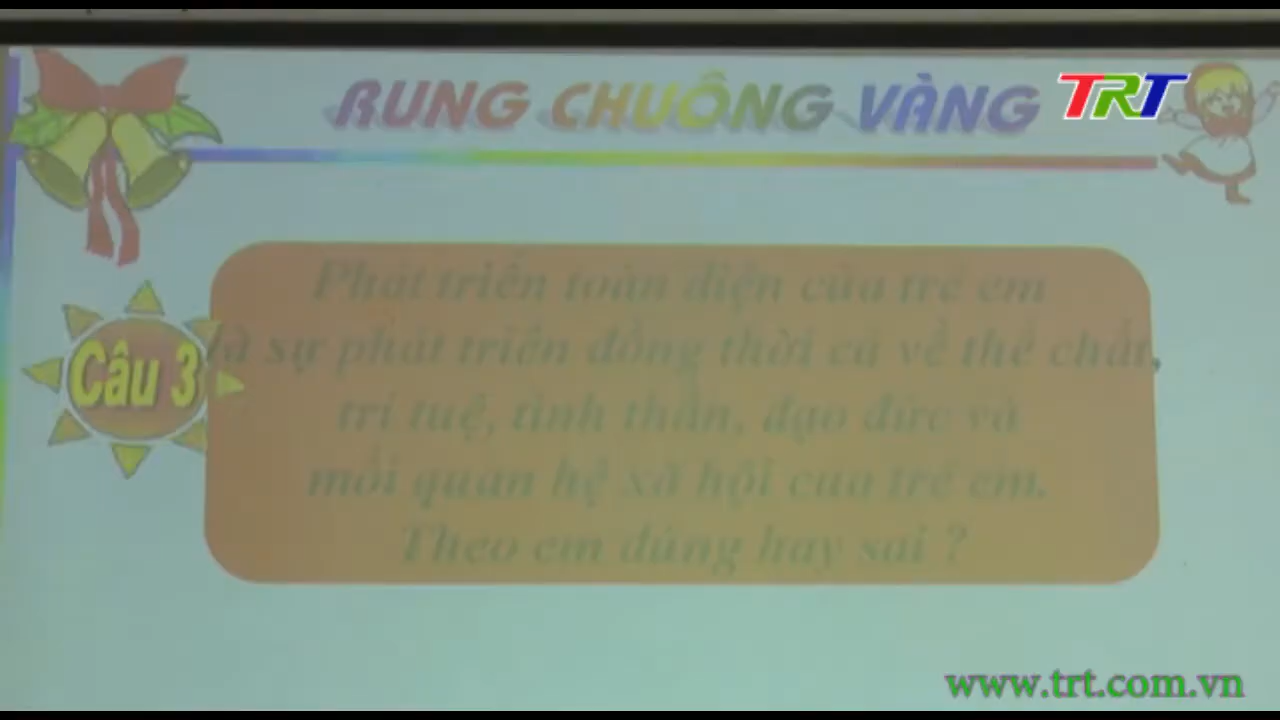 RUNG CHUÔNG VÀNG
TRT
Phát triển toàn diện của trẻ em
Câu 3
là sự phát triển đồng thời cả về thể chất,
trí tuệ, tinh thần, đạo đức và
mối quan hệ xã hội của trẻ em.
Theo em đúng hay sai ?
www.trt.com.vn